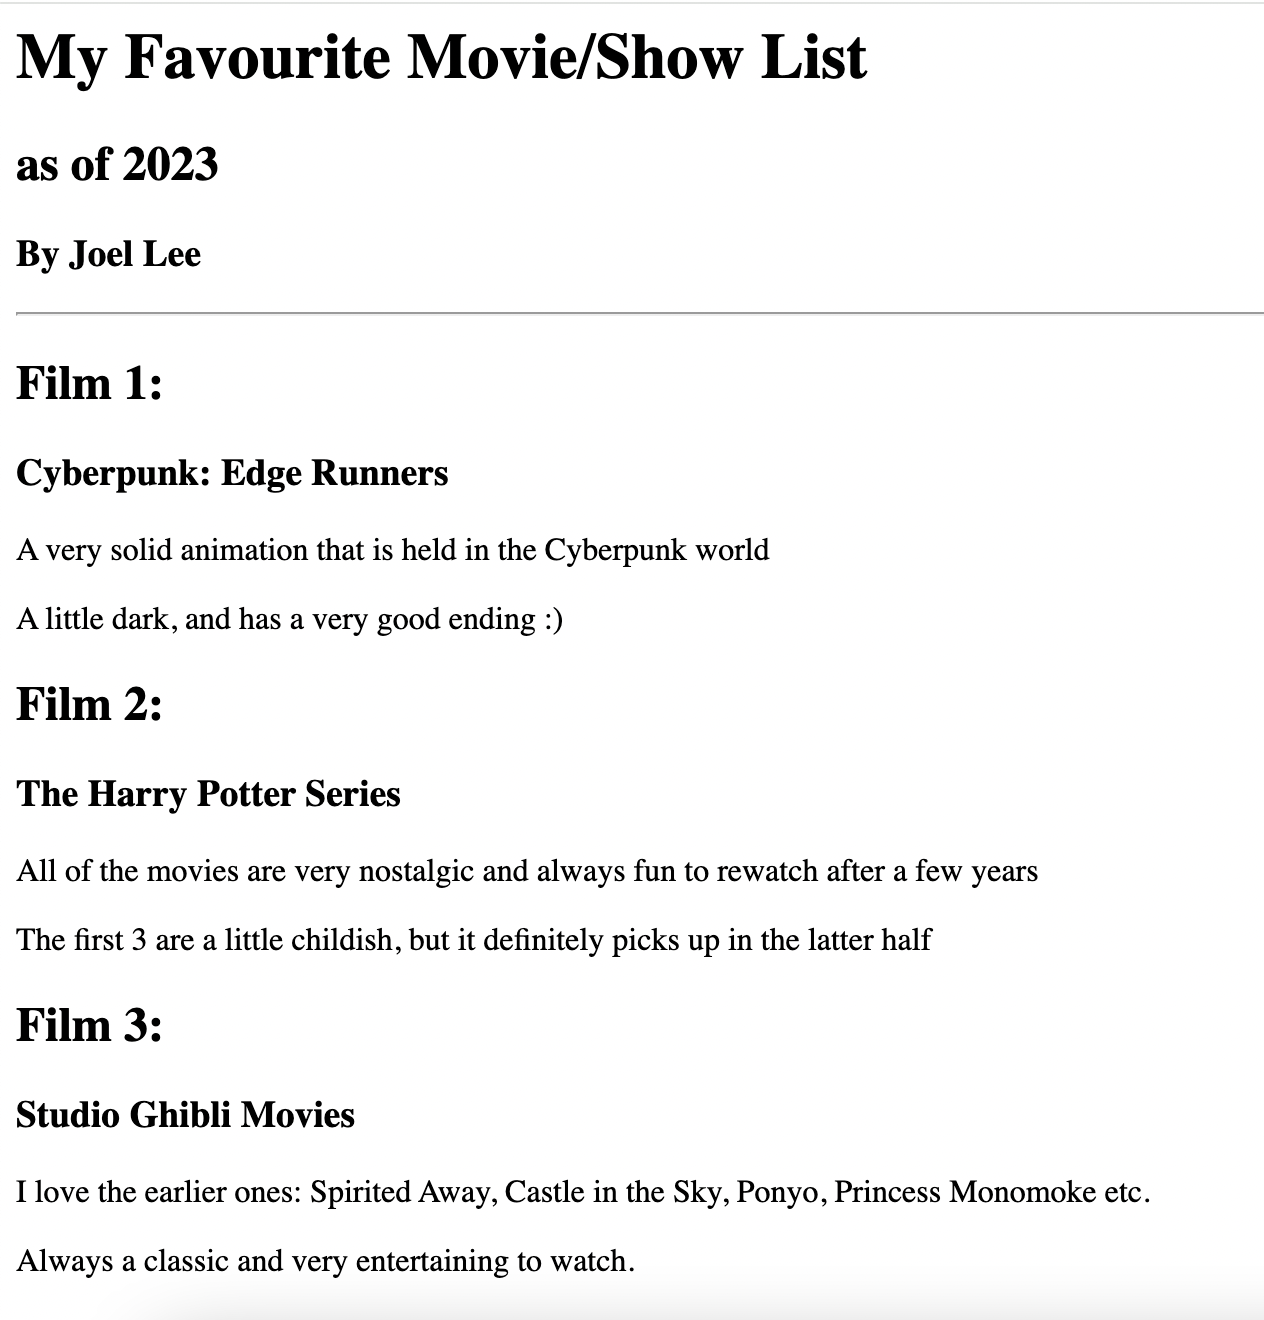 My Favourite Movie/Show List
as of 2023
By Joel Lee
Film 1:
Cyberpunk: Edge Runners
A very solid animation that is held in the Cyberpunk world
A little dark, and has a very good ending :)
Film 2:
The Harry Potter Series
All of the movies are very nostalgic and always fun to rewatch after a few years
The first 3 are a little childish, but it definitely picks up in the latter half
Film 3:
Studio Ghibli Movies
I love the earlier ones: Spirited Away, Castle in the Sky, Ponyo, Princess Monomoke etc.
Always a classic and very entertaining to watch.